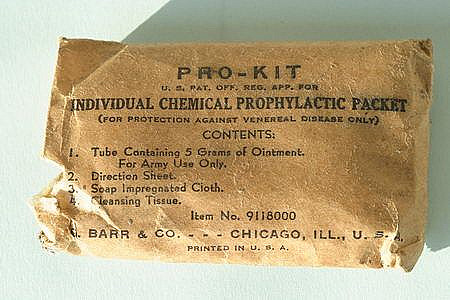 PRO-KIT
U. S. PAT. OFF. REG. APP. FOR
INDIVIDUAL CHEMICAL PROPHYLACTIC PACKET
(FOR PROTECTION AGAINST VENEREAL DISEASE ONLY)
CONTENTS:
1. Tube Containing 5 Grams of Ointment.
For Army Use Only.
2. Direction Sheet.
3. Soap Impregnated Cloth.
4. Cleansing Tissue.
Item No. 9118000
G. BARR & CO. - - - CHICAGO, ILL., U. S. A.
PRINTED IN U. S. A.